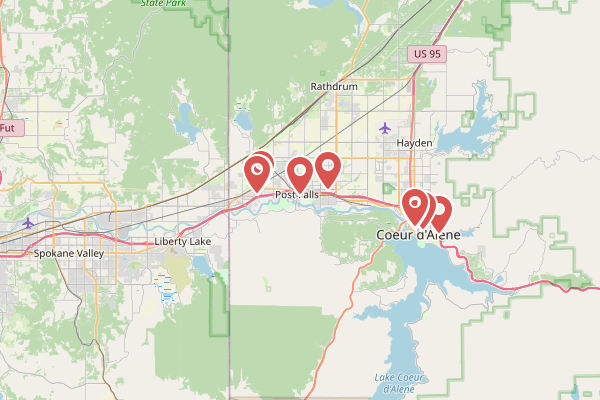 State Park
US 95
Rathdrum
Fut
Hayden
Post Falls
Coeur d'Alene
Liberty Lake
Spokane Valley
Lake Coeur
d'Alene